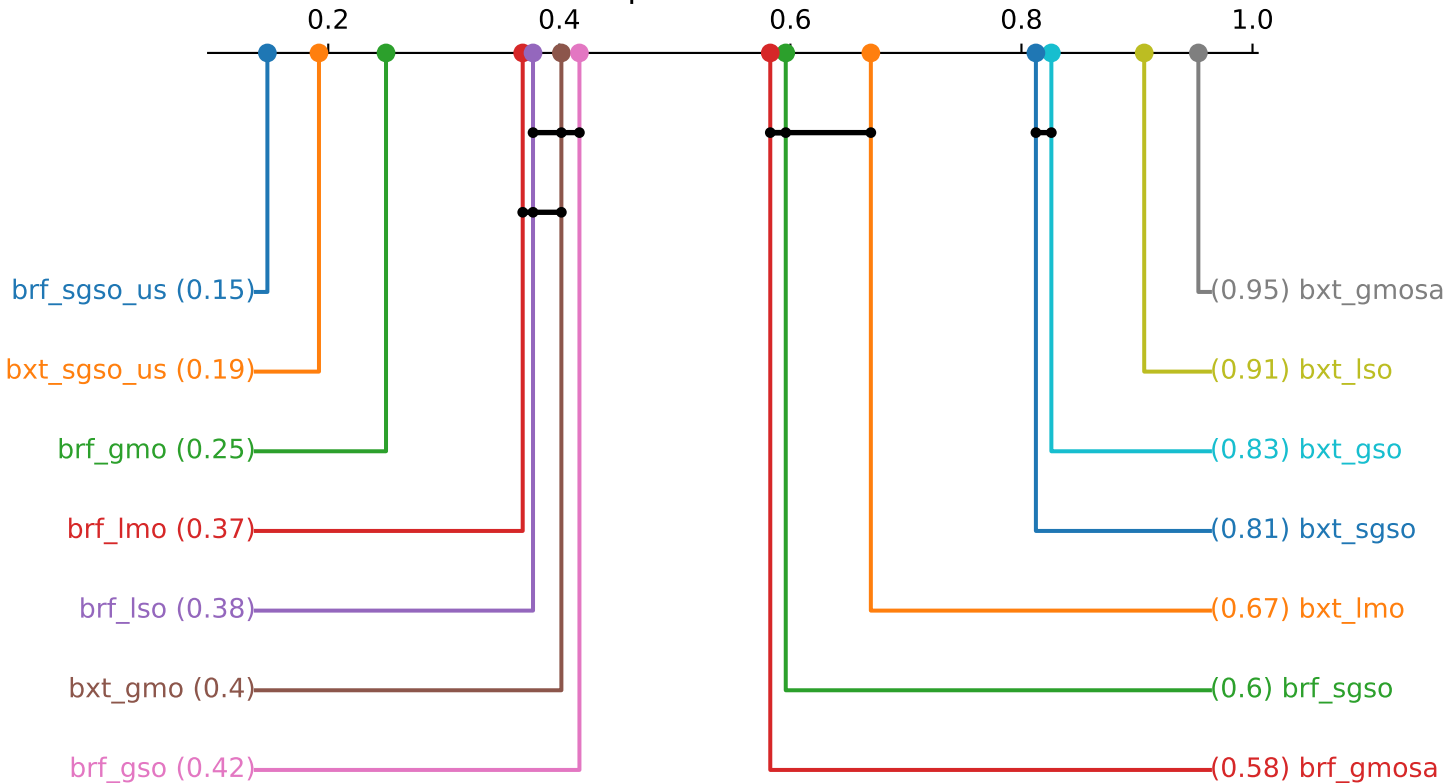 0.2 0.4 0.6 0.8 1.0
brf_sgso_us (0.15) (0.95) bxt_gmosa
bxt_sgso_us (0.19) (0.91) bxt_lso
brf_gmo (0.25) (0.83) bxt_gso
brf_lmo (0.37) (0.81) bxt_sgso
brf_lso (0.38) (0.67) bxt_lmo
bxt_gmo (0.4) (0.6) brf_sgso
brf_gso (0.42) (0.58) brf_gmosa